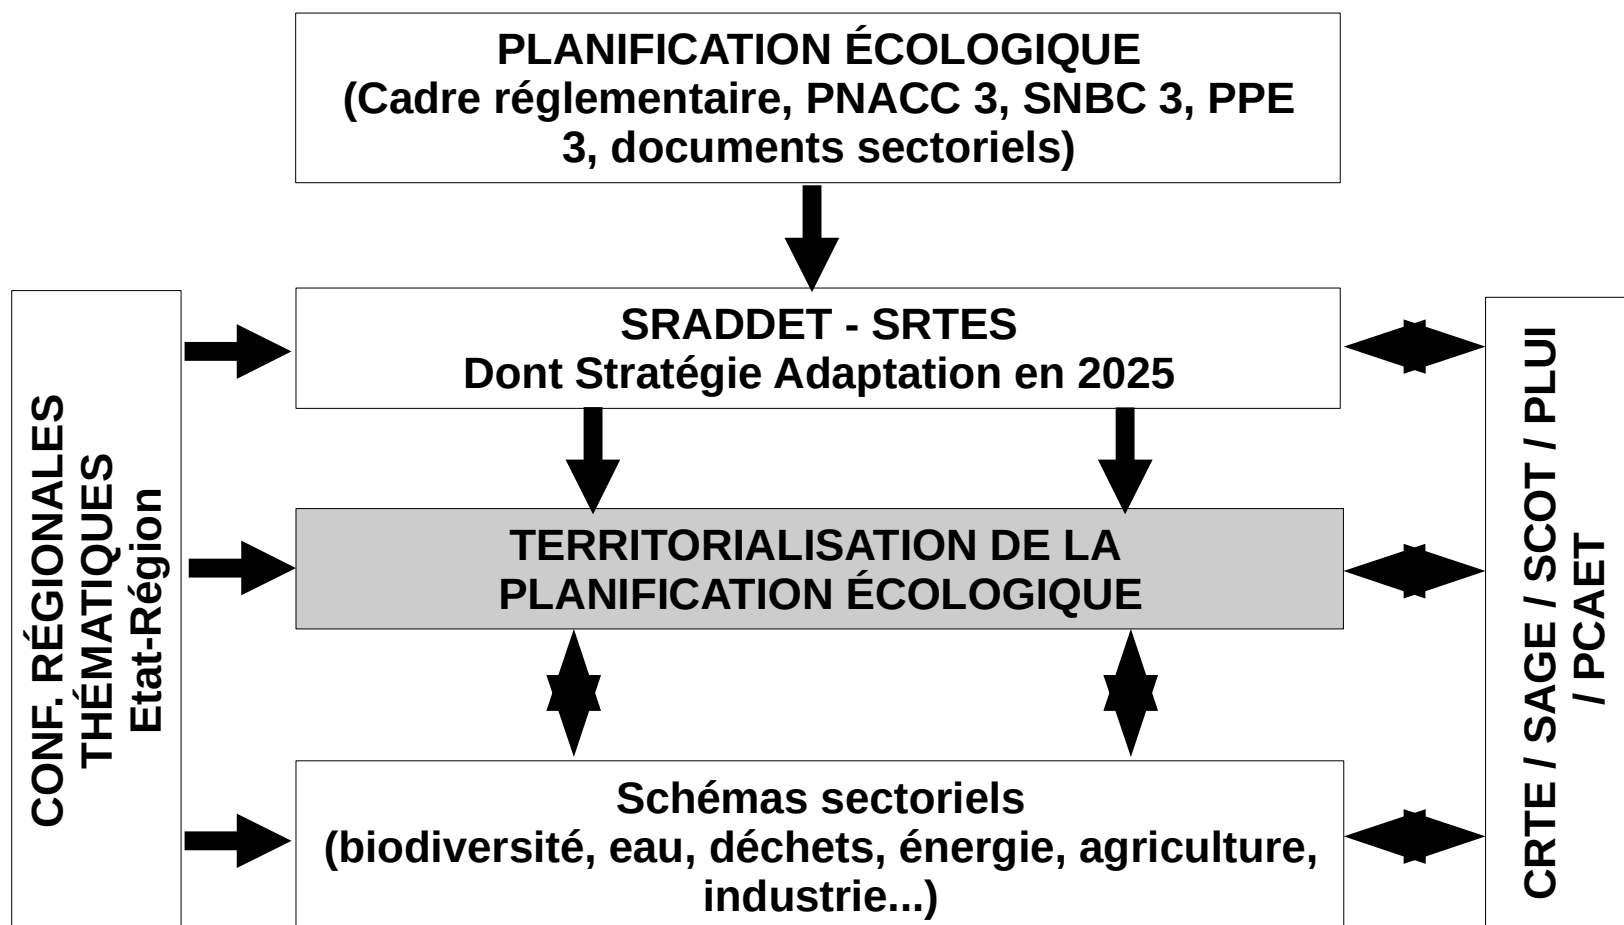 PLANIFICATION ÉCOLOGIQUE
(Cadre réglementaire, PNACC 3, SNBC 3, PPE
3, documents sectoriels)
CONF. RÉGIONALES
THÉMATIQUES
Etat-Région
SRADDET - SRTES
Dont Stratégie Adaptation en 2025
TERRITORIALISATION DE LA
PLANIFICATION ÉCOLOGIQUE
Schémas sectoriels
(biodiversité, eau, déchets, énergie, agriculture,
industrie...)
CRTE / SAGE / SCOT / PLUI
/ PCAET